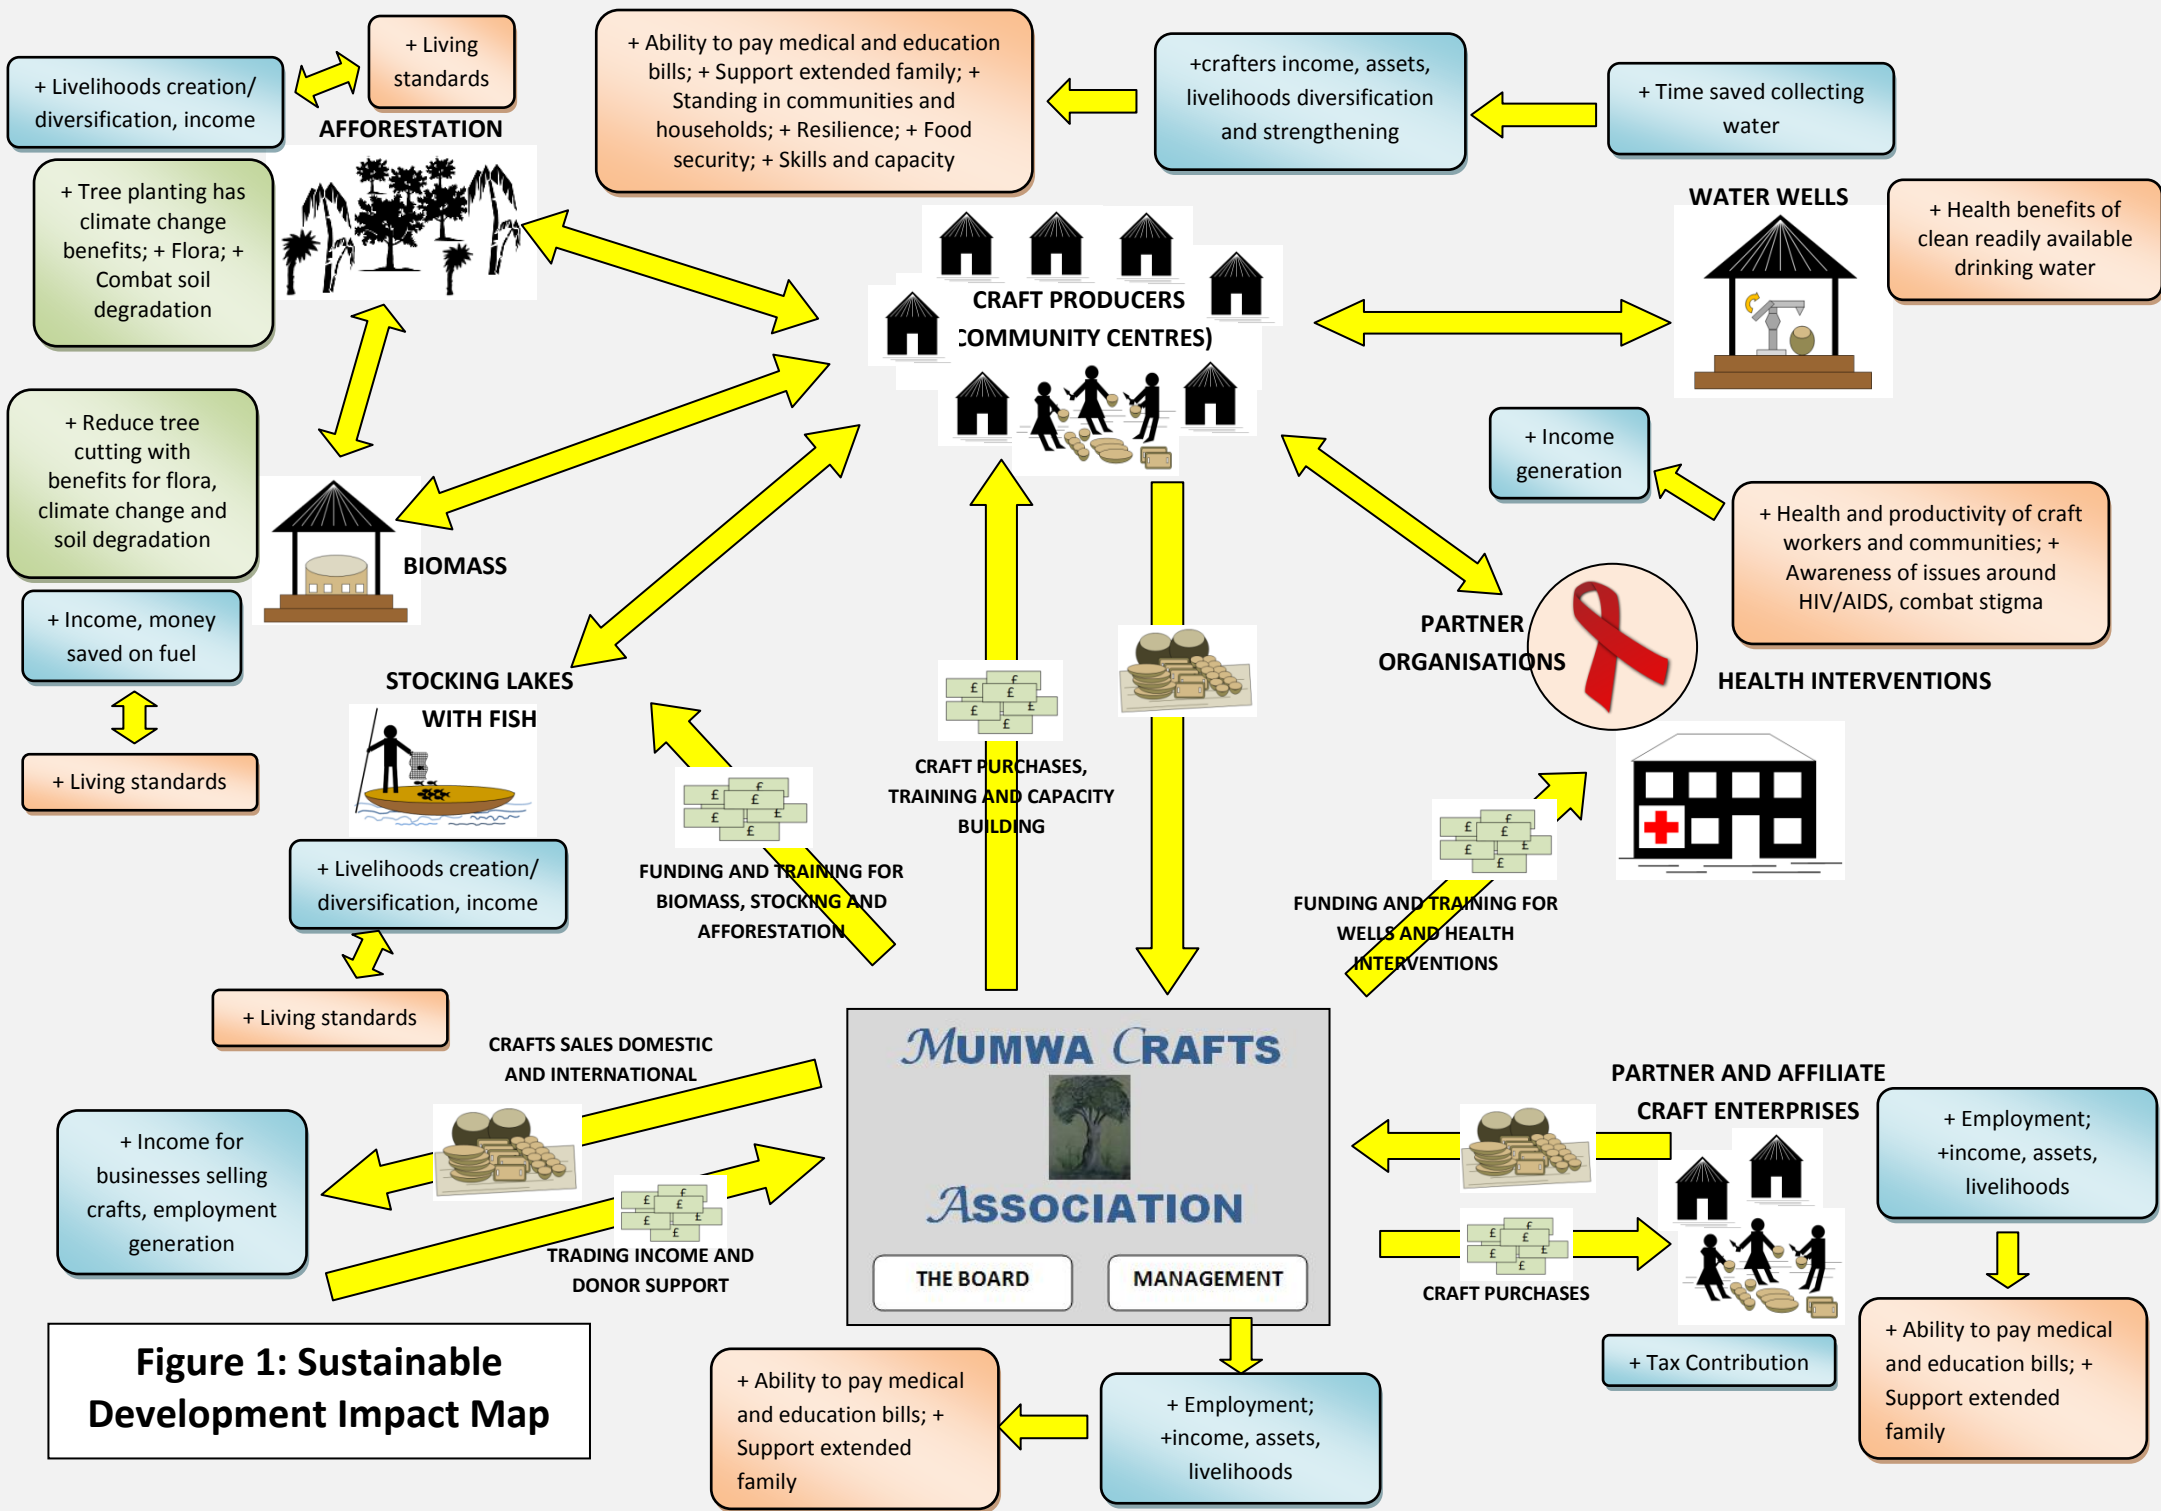 + Living
standards
+ Livelihoods creation/
diversification, income
AFFORESTATION
+ Tree planting has
climate change
benefits; + Flora; +
Combat soil
degradation
+ Ability to pay medical and education
bills; + Support extended family; +
Standing in communities and
households; + Resilience; + Food
security; + Skills and capacity
+crafters income, assets,
livelihoods diversification
and strengthening
+ Time saved collecting
water
WATER WELLS
+ Health benefits of
clean readily available
drinking water
CRAFT PRODUCERS
COMMUNITY CENTRES)
+ Reduce tree
cutting with
benefits for flora,
climate change and
soil degradation
BIOMASS
+ Income, money
saved on fuel
+ Living standards
+ Income
generation
+ Health and productivity of craft
workers and communities; +
Awareness of issues around
HIV/AIDS, combat stigma
PARTNER
ORGANISATIONS
HEALTH INTERVENTIONS
STOCKING LAKES
WITH FISH
+ Livelihoods creation/
diversification, income
+ Living standards
£ £ £ £ £ £
FUNDING AND TRAINING FOR
BIOMASS, STOCKING AND
AFFORESTATION
£ £ £ £ £ £
CRAFT PURCHASES,
TRAINING AND CAPACITY
BUILDING
£ £ £ £ £ £
FUNDING AND TRAINING FOR
WELLS AND HEALTH
INTERVENTIONS
CRAFTS SALES DOMESTIC
AND INTERNATIONAL
+ Income for
businesses selling
crafts, employment
generation
£ £ £ £ £ £
TRADING INCOME AND
DONOR SUPPORT
MUMWA CRAFTS
ASSOCIATION
THE BOARD
MANAGEMENT
PARTNER AND AFFILIATE
CRAFT ENTERPRISES
£ £ £ £ £ £
CRAFT PURCHASES
+ Employment;
+income, assets,
livelihoods
+ Tax Contribution
+ Ability to pay medical
and education bills; +
Support extended
family
+ Ability to pay medical
and education bills; +
Support extended
family
+ Employment;
+income, assets,
livelihoods
Figure 1: Sustainable
Development Impact Map